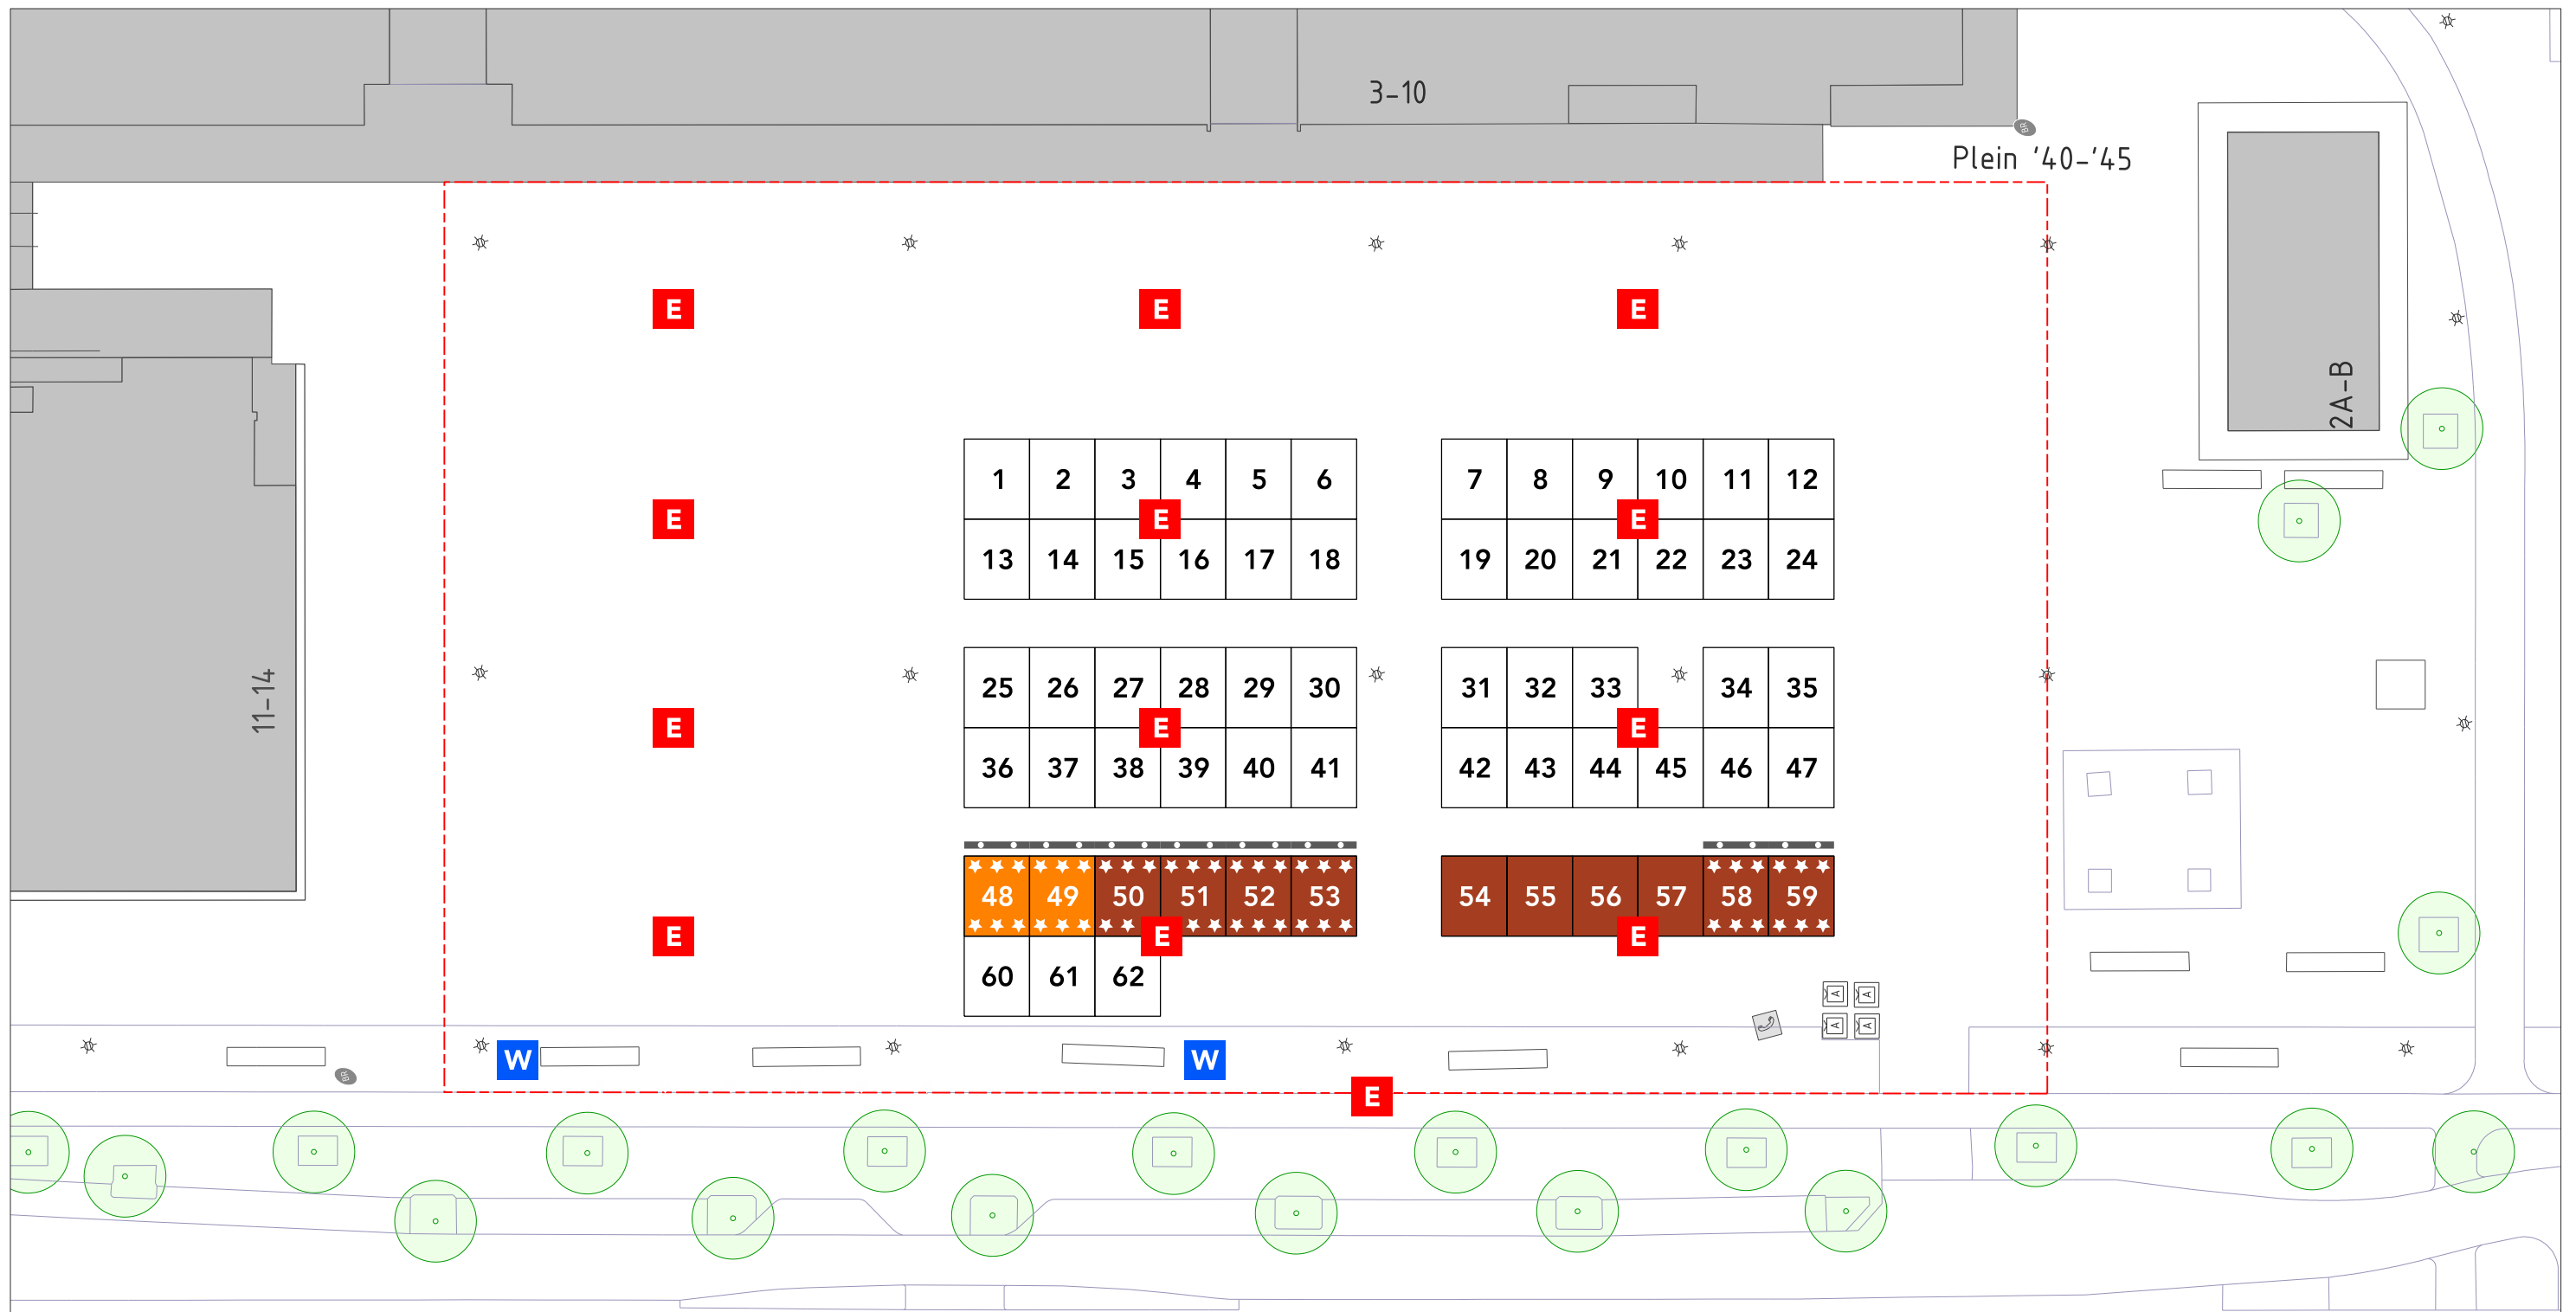 3-10
BR
Plein '40-'45
E E E
2A-B
1 2 3 4 5 6 7 8 9 10 11 12
E E E
13 14 15 16 17 18 19 20 21 22 23 24
11-14
25 26 27 28 29 30 31 32 33 34 35
E E E
36 37 38 39 40 41 42 43 44 45 46 47
48 49 50 51 52 53 54 55 56 57 58 59
E E E
60 61 62
A A
A A
W W
BR
E